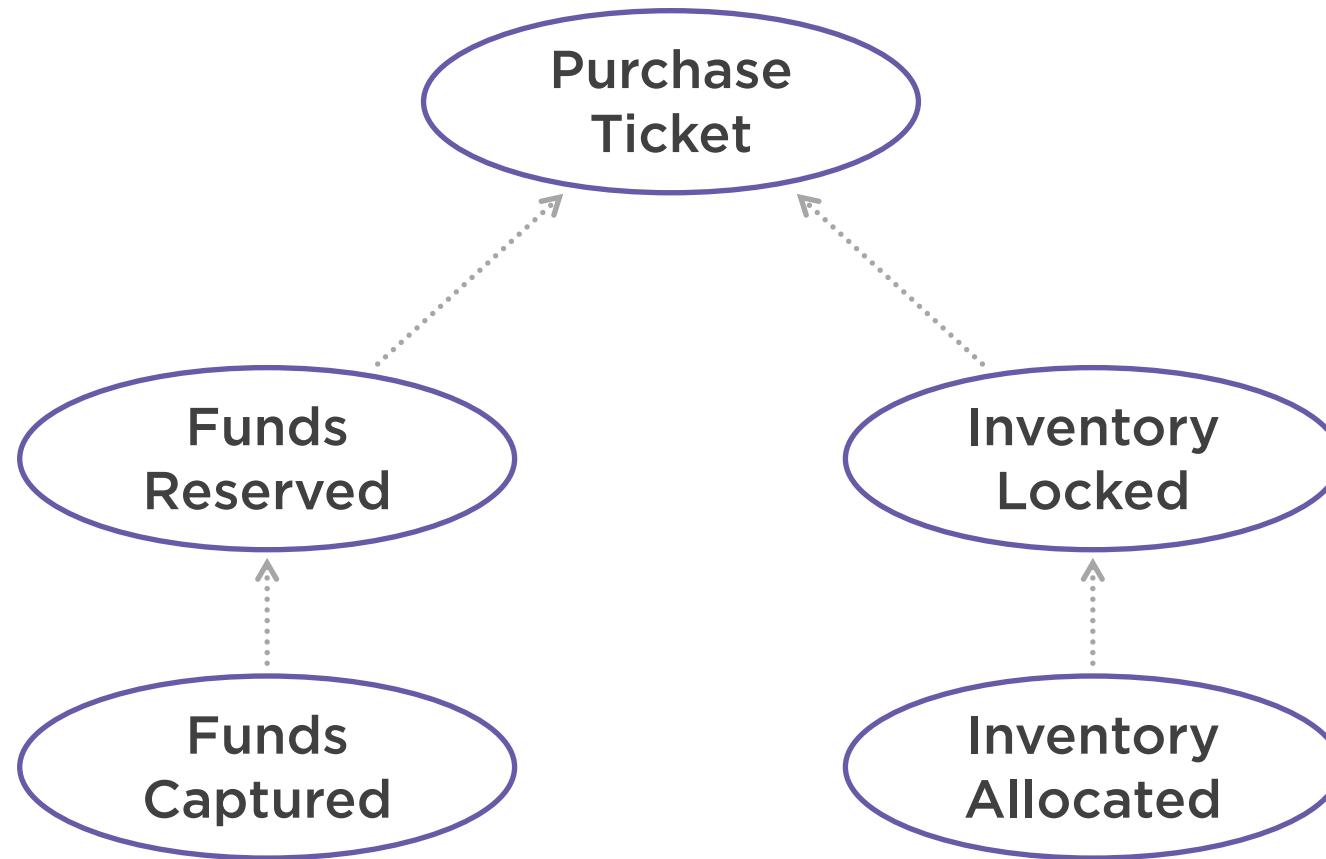 Purchase
Ticket
Funds
Reserved
Inventory
Locked
Funds
Captured
Inventory
Allocated